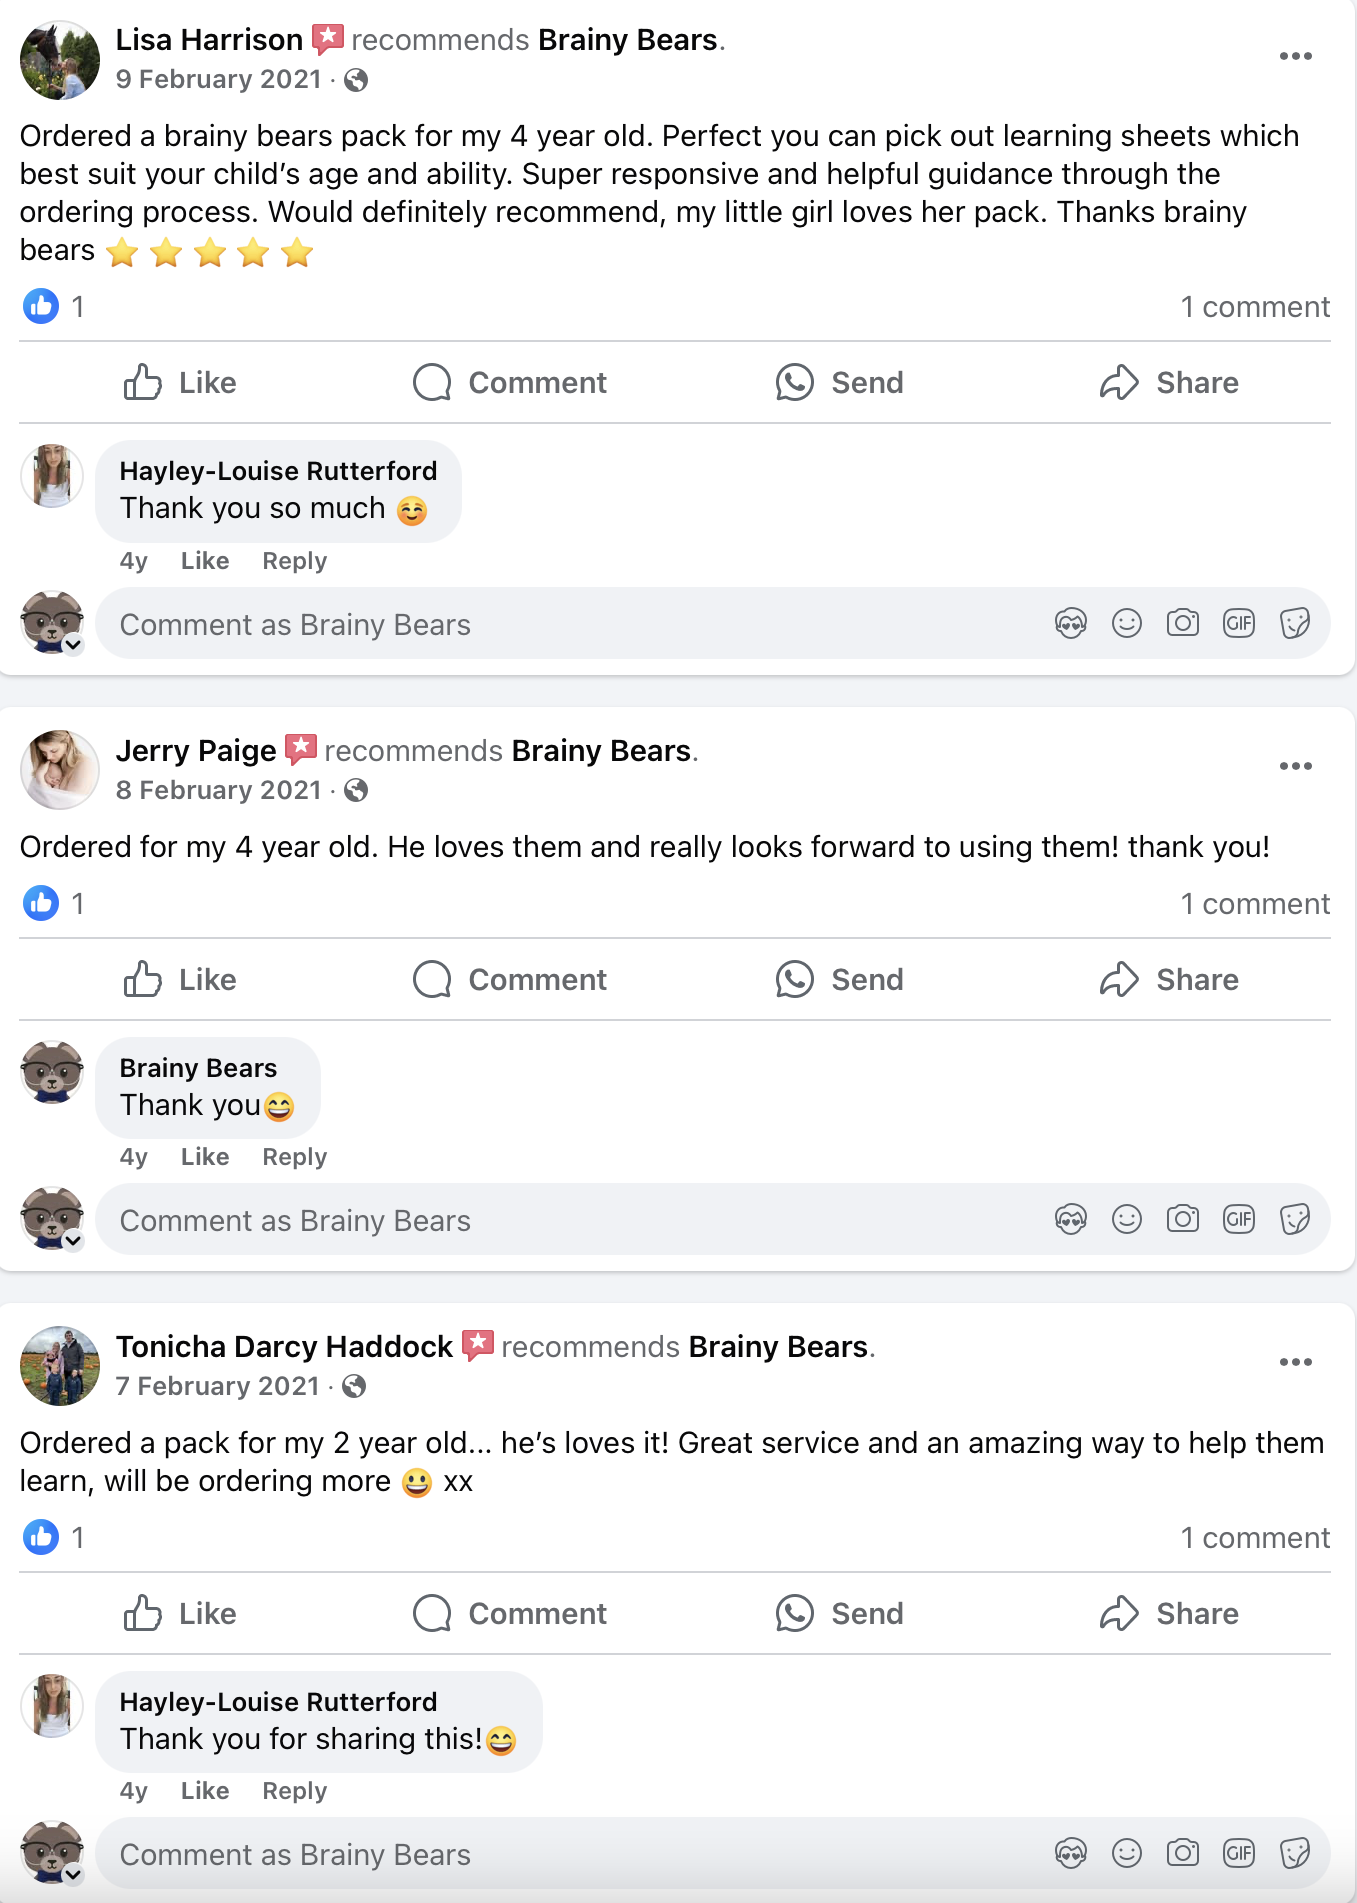 Lisa Harrison recommends Brainy Bears.
9 February 2021 ·
Ordered a brainy bears pack for my 4 year old. Perfect you can pick out learning sheets which
best suit your child’s age and ability. Super responsive and helpful guidance through the
ordering process. Would definitely recommend, my little girl loves her pack. Thanks brainy
bears ⭐ ⭐ ⭐ ⭐ ⭐
1 1 comment
Like Comment Send Share
Hayley-Louise Rutterford
Thank you so much ☺️
4y Like Reply
Comment as Brainy Bears GIF
Jerry Paige recommends Brainy Bears.
8 February 2021 ·
Ordered for my 4 year old. He loves them and really looks forward to using them! thank you!
1 1 comment
Like Comment Send Share
Brainy Bears
Thank you😄
4y Like Reply
Comment as Brainy Bears GIF
Tonicha Darcy Haddock recommends Brainy Bears.
7 February 2021 ·
Ordered a pack for my 2 year old... he’s loves it! Great service and an amazing way to help them
learn, will be ordering more 😀 xx
1 1 comment
Like Comment Send Share
Hayley-Louise Rutterford
Thank you for sharing this!😄
4y Like Reply
Comment as Brainy Bears GIF